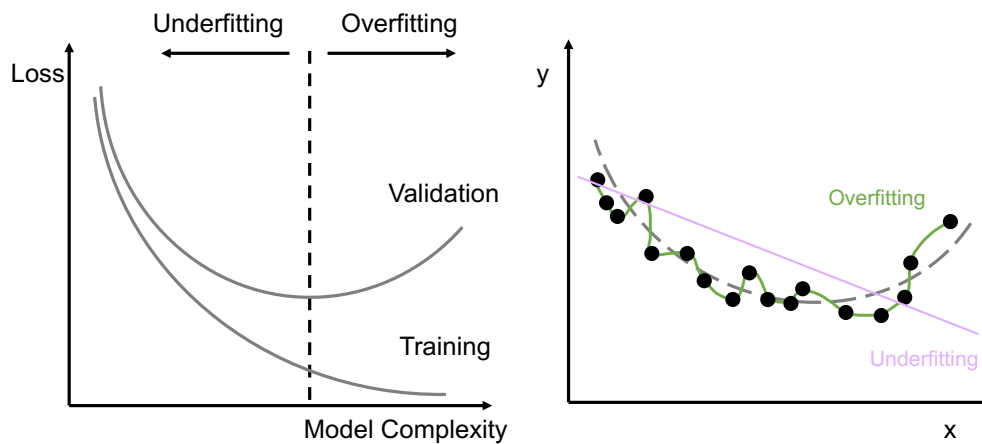 Underfitting
Overfitting
Loss
Validation
Training
Model Complexity
y
Overfitting
Underfitting
x